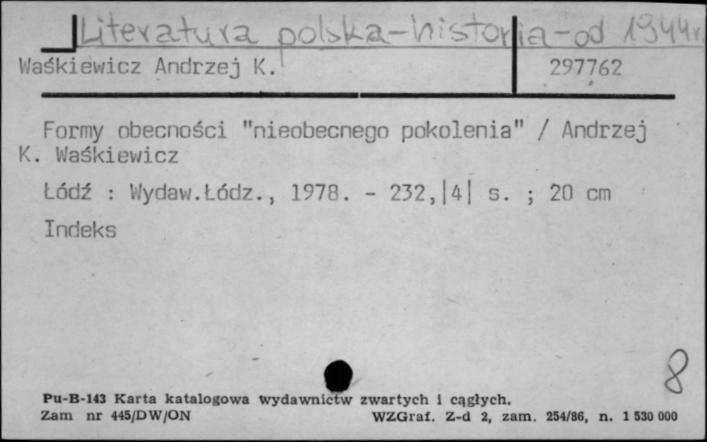 Literatura polska-historia-od 1944r.
Waśkiewicz Andrzej K. 297762
Formy obecności "nieobecnego pokolenia" / Andrzej
K. Waśkiewicz
Łódź : Wydaw.Łódz., 1978. - 232,|4| s. ; 20 cm
Indeks
8
Pu-B-143 Karta katalogowa wydawnictw zwartych i ciągłych.
Zam nr 445/DW/ON WZGraf. Z-d 2, zam. 254/86, n. 1 530 000